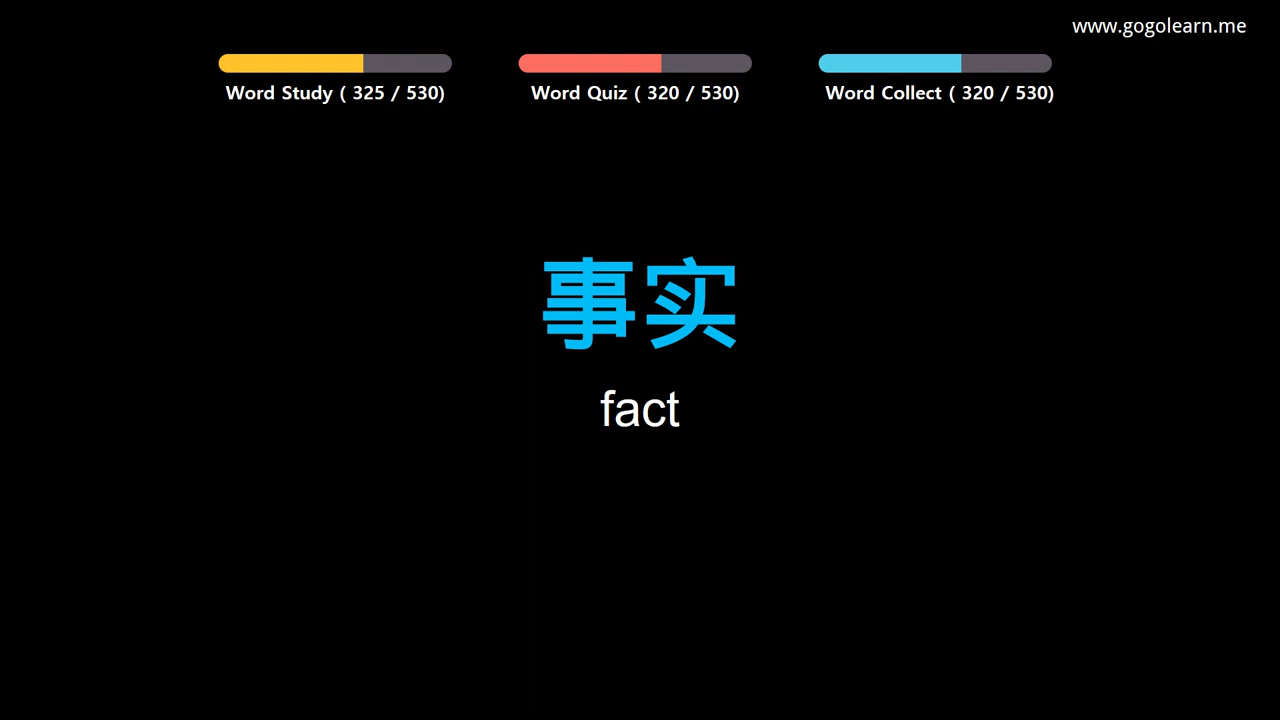 www.gogolearn.me
Word Study ( 325 / 530)
Word Quiz ( 320 / 530)
Word Collect ( 320 / 530)
事实
fact